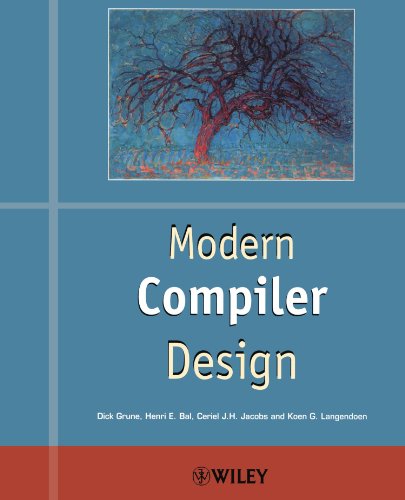 Modern
Compiler
Design
Dick Grune, Henri E. Bal, Ceriel J.H. Jacobs and Koen G. Langendoen
WILEY